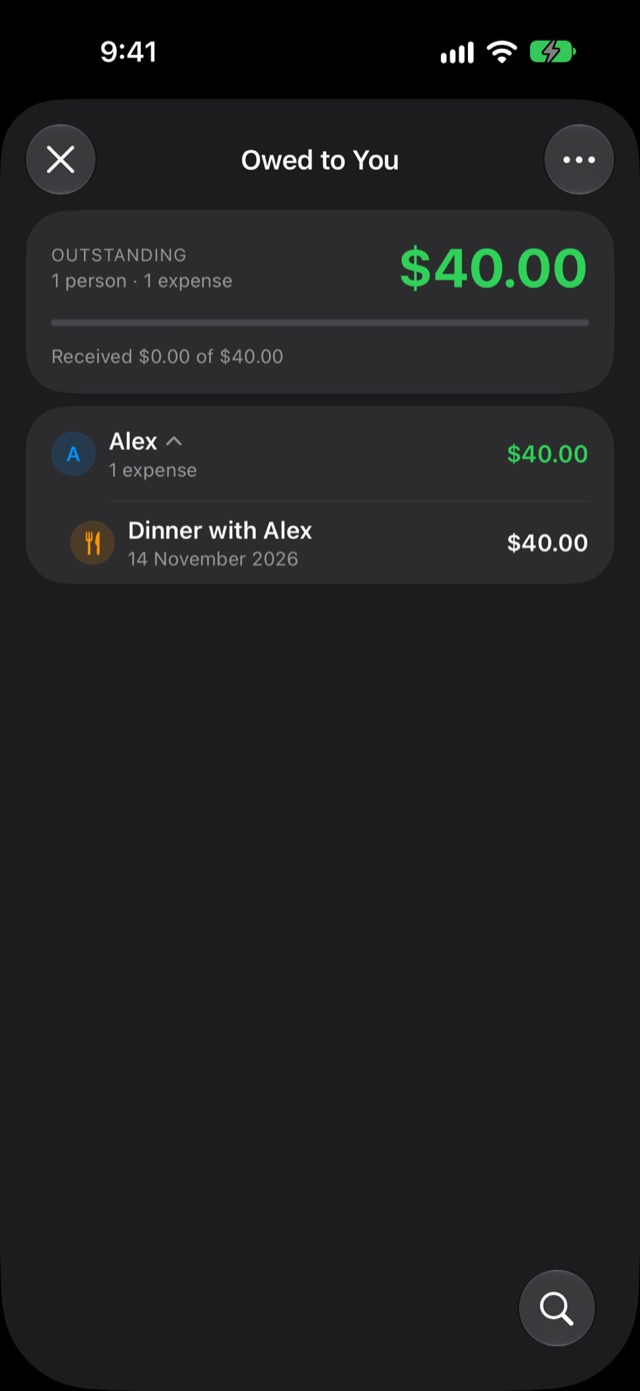 9:41
Owed to You
OUTSTANDING
$40.00
1 person · 1 expense
Received $0.00 of $40.00
A
Alex
$40.00
1 expense
Dinner with Alex
$40.00
14 November 2026